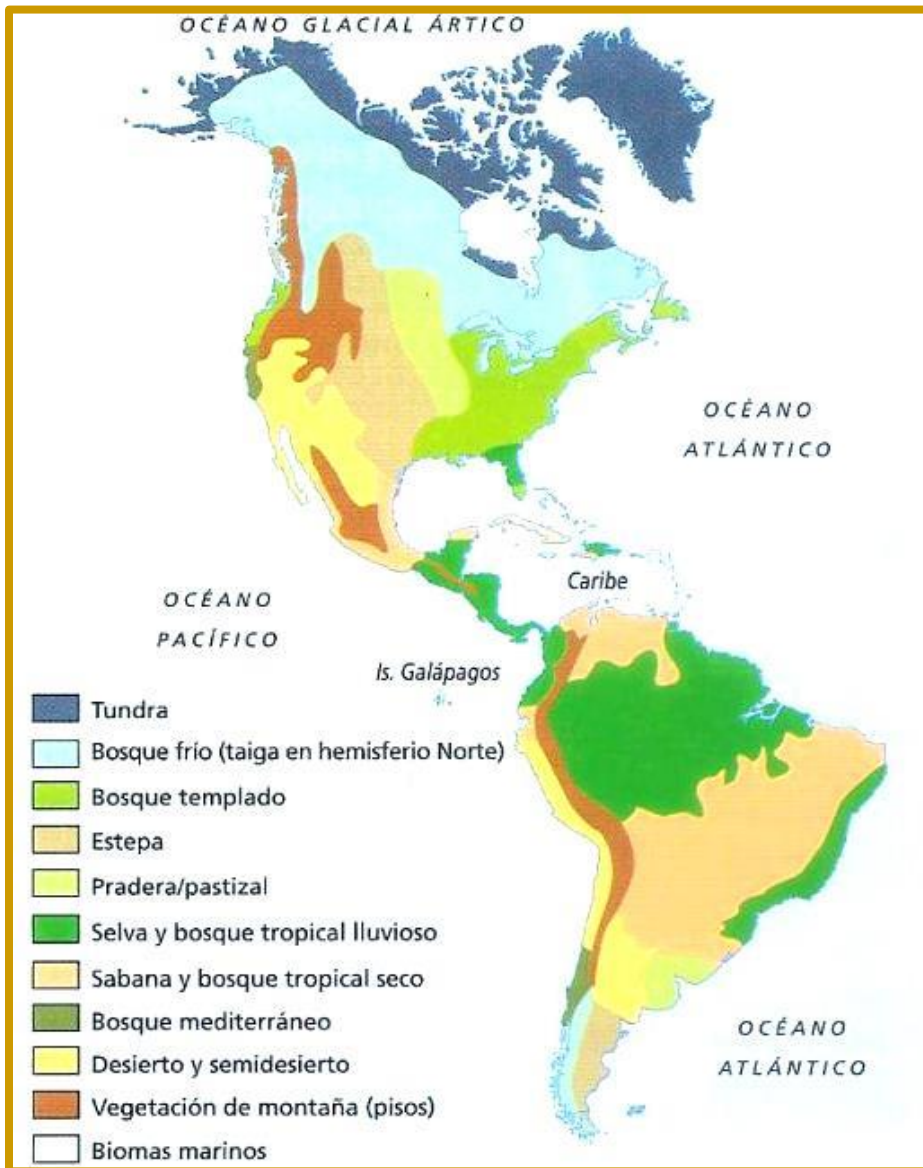 OCÉANO GLACIAL ÁRTICO
OCÉANO
ATLÁNTICO
Caribe
OCÉANO
PACÍFICO
Is. Galápagos
Tundra
Bosque frío (taiga en hemisferio Norte)
Bosque templado
Estepa
Pradera/pastizal
Selva y bosque tropical lluvioso
Sabana y bosque tropical seco
Bosque mediterráneo
Desierto y semidesierto
Vegetación de montaña (pisos)
Biomas marinos
OCÉANO
ATLÁNTICO